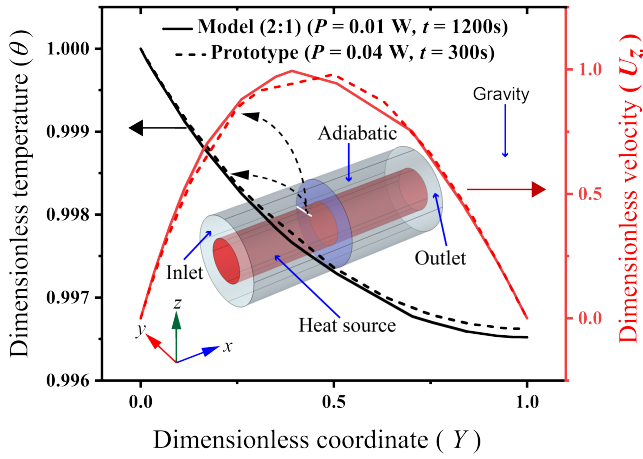 Model (2:1) (P = 0.01 W, t = 1200s)
Prototype (P = 0.04 W, t = 300s)
Dimensionless temperature (θ)
1.000
0.999
0.998
0.997
0.996
Dimensionless velocity ( Uz)
1.0
0.5
0.0
Gravity
Adiabatic
Inlet
Outlet
Heat source
z
y
x
0.0
0.5
1.0
Dimensionless coordinate ( Y )